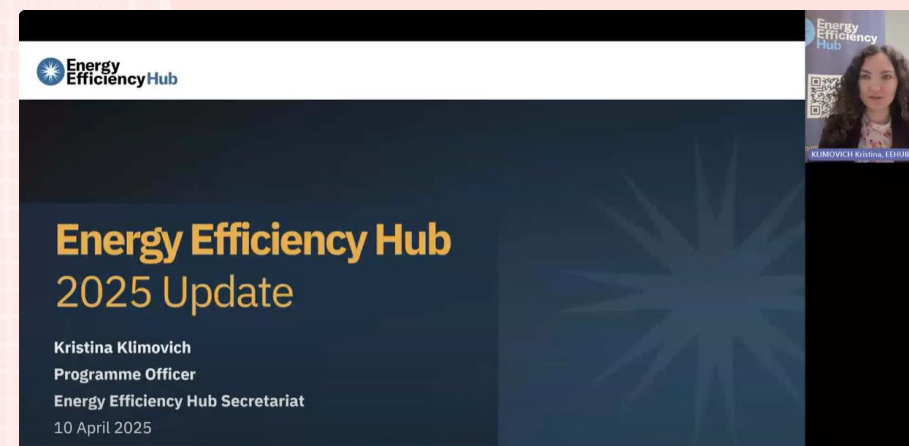 Energy
Efficiency Hub
Energy Efficiency Hub
2025 Update
Kristina Klimovich
Programme Officer
Energy Efficiency Hub Secretariat
10 April 2025
Energy
Efficiency
Hub
KLIMOVICH Kristina, EEHUB